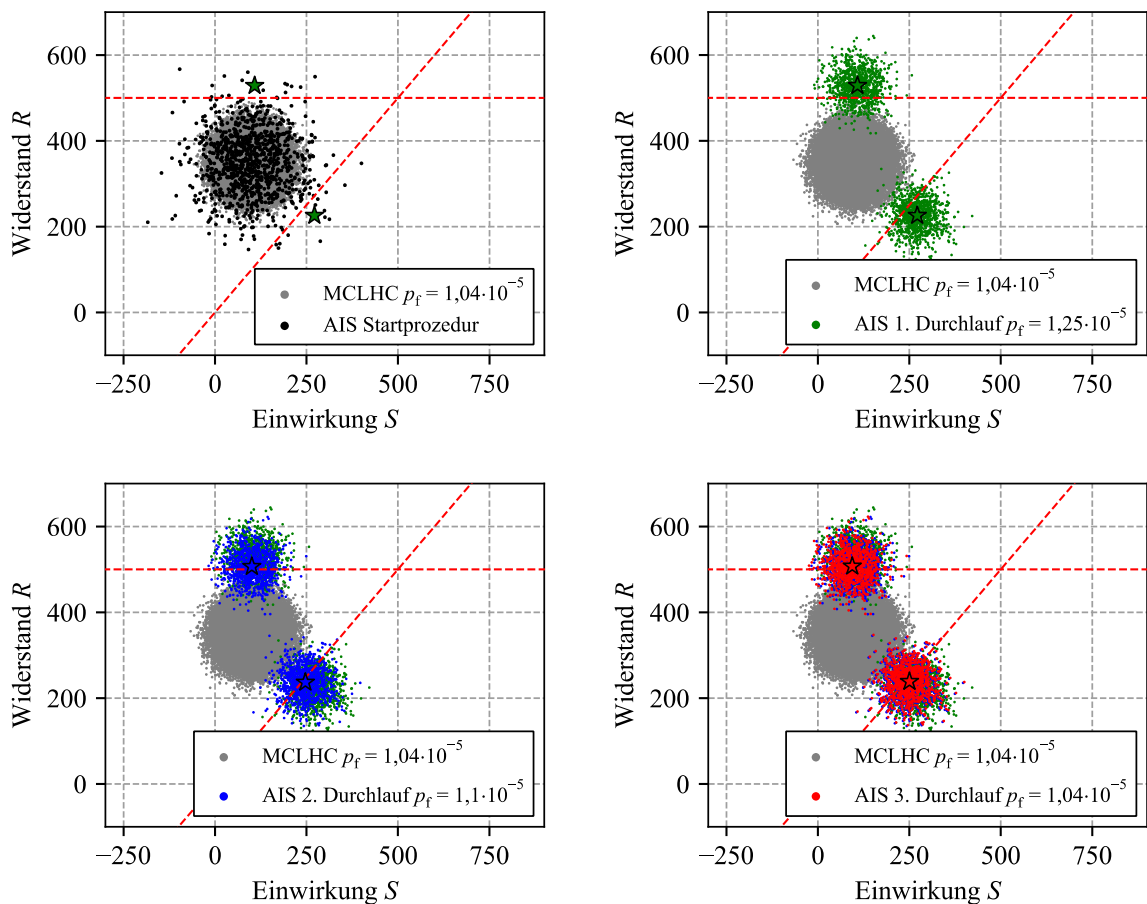 600
400
200
0
Widerstand R
MCLHC p_f = 1,04·10⁻⁵
AIS Startprozedur
−250
0
250
500
750
Einwirkung S
600
400
200
0
Widerstand R
MCLHC p_f = 1,04·10⁻⁵
AIS 1. Durchlauf p_f = 1,25·10⁻⁵
−250
0
250
500
750
Einwirkung S
600
400
200
0
Widerstand R
MCLHC p_f = 1,04·10⁻⁵
AIS 2. Durchlauf p_f = 1,1·10⁻⁵
−250
0
250
500
750
Einwirkung S
600
400
200
0
Widerstand R
MCLHC p_f = 1,04·10⁻⁵
AIS 3. Durchlauf p_f = 1,04·10⁻⁵
−250
0
250
500
750
Einwirkung S